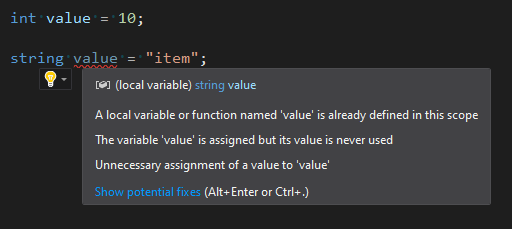 int value = 10;
string value = "item";
(local variable) string value
A local variable or function named 'value' is already defined in this scope
The variable 'value' is assigned but its value is never used
Unnecessary assignment of a value to 'value'
Show potential fixes (Alt+Enter or Ctrl+.)